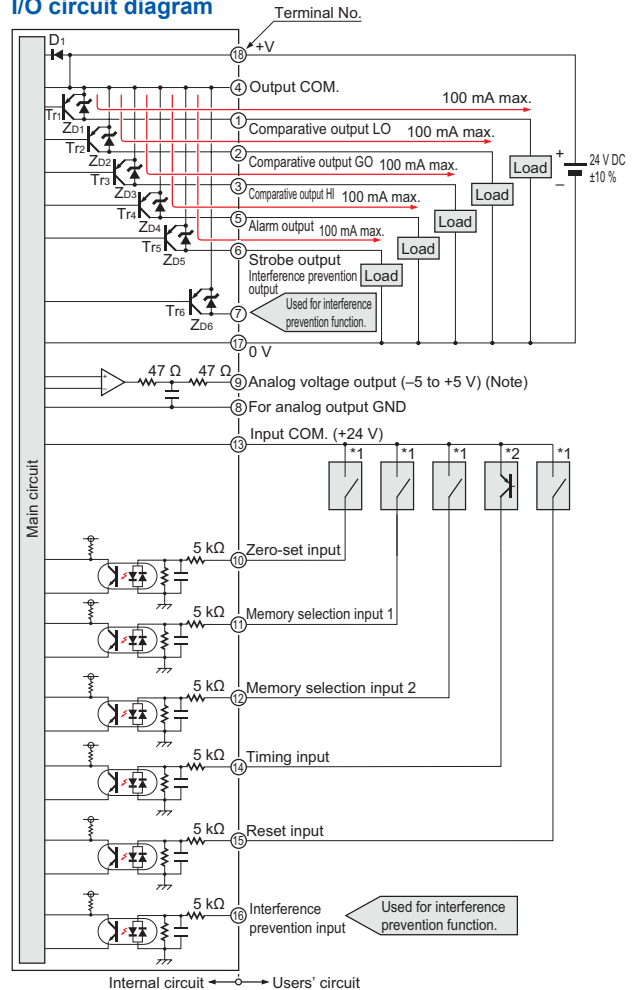 I/O circuit diagram
Terminal No.
D1
18 +V
4 Output COM.
100 mA max.
Tr1
ZD1
1
Comparative output LO 100 mA max.
Tr2
ZD2
2
Comparative output GO 100 mA max.
Load
+
–
24 V DC
±10 %
Tr3
ZD3
3
Comparative output HI 100 mA max.
Load
Tr4
ZD4
5
Alarm output 100 mA max.
Load
Tr5
ZD5
6
Load
Strobe output
Interference prevention
output
Load
Tr6
ZD6
7
Used for interference
prevention function.
17 0 V
47 Ω 47 Ω
9 Analog voltage output (–5 to +5 V) (Note)
8 For analog output GND
13 Input COM. (+24 V)
*1 *1 *1 *2 *1
Main circuit
5 kΩ
10 Zero-set input
5 kΩ
11 Memory selection input 1
5 kΩ
12 Memory selection input 2
5 kΩ
14 Timing input
5 kΩ
15 Reset input
5 kΩ
16 Interference
prevention input
Used for interference
prevention function.
Internal circuit Users' circuit